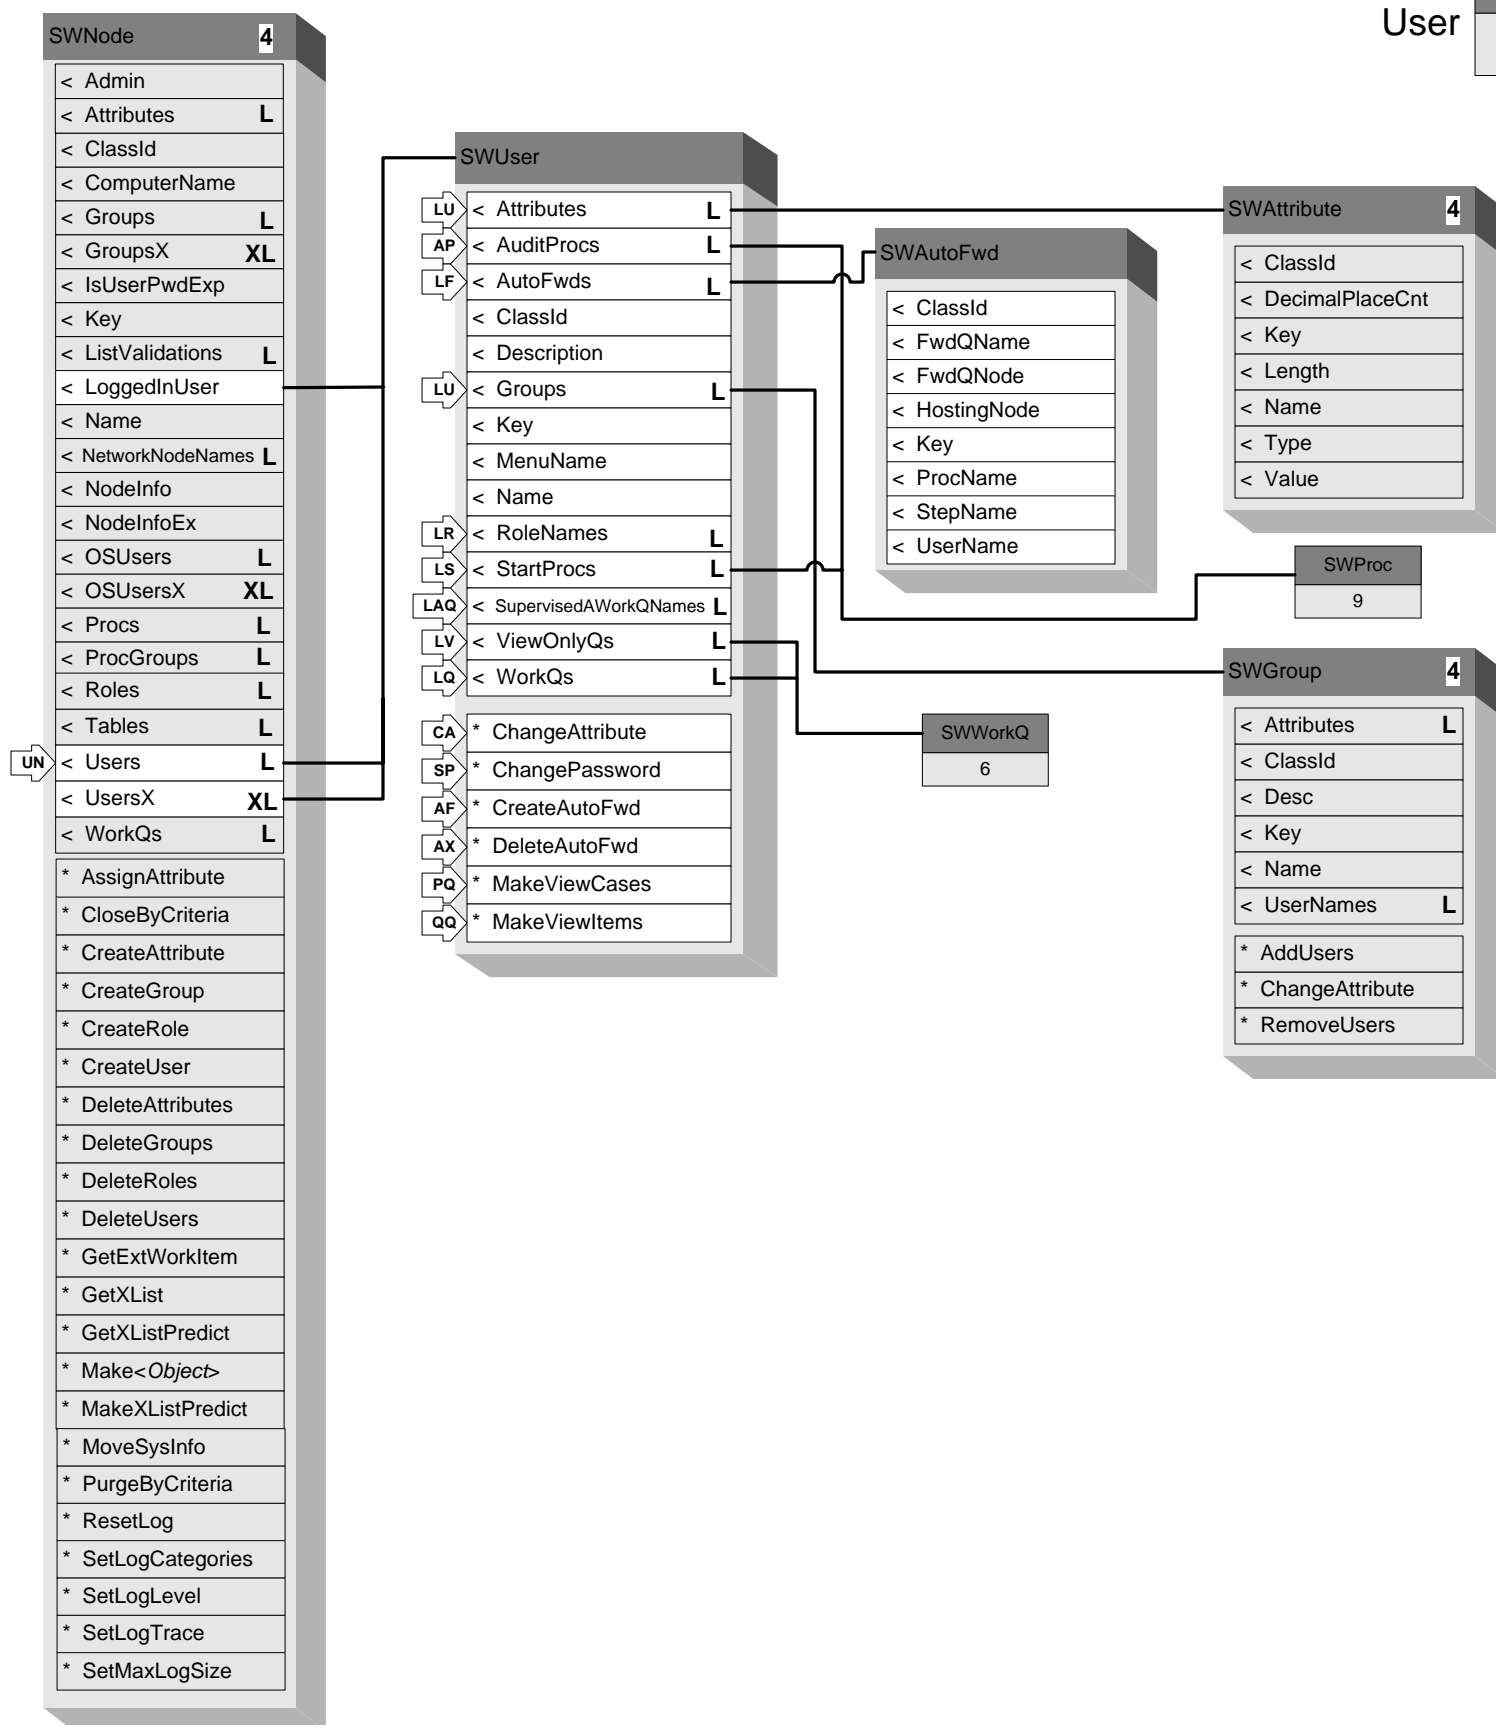 User
SWNode 4
< Admin
< Attributes L
< ClassId
< ComputerName
< Groups L
< GroupsX XL
< IsUserPwdExp
< Key
< ListValidations L
< LoggedInUser
< Name
< NetworkNodeNames L
< NodeInfo
< NodeInfoEx
< OSUsers L
< OSUsersX XL
< Procs L
< ProcGroups L
< Roles L
< Tables L
UN < Users L
< UsersX XL
< WorkQs L
* AssignAttribute
* CloseByCriteria
* CreateAttribute
* CreateGroup
* CreateRole
* CreateUser
* DeleteAttributes
* DeleteGroups
* DeleteRoles
* DeleteUsers
* GetExtWorkItem
* GetXList
* GetXListPredict
* Make<Object>
* MakeXListPredict
* MoveSysInfo
* PurgeByCriteria
* ResetLog
* SetLogCategories
* SetLogLevel
* SetLogTrace
* SetMaxLogSize
SWUser
LU < Attributes L
AP < AuditProcs L
LF < AutoFwds L
< ClassId
< Description
LU < Groups L
< Key
< MenuName
< Name
LR < RoleNames L
LS < StartProcs L
LAQ < SupervisedAWorkQNames L
LV < ViewOnlyQs L
LQ < WorkQs L
CA * ChangeAttribute
SP * ChangePassword
AF * CreateAutoFwd
AX * DeleteAutoFwd
PQ * MakeViewCases
QQ * MakeViewItems
SWAutoFwd
< ClassId
< FwdQName
< FwdQNode
< HostingNode
< Key
< ProcName
< StepName
< UserName
SWWorkQ
6
SWAttribute 4
< ClassId
< DecimalPlaceCnt
< Key
< Length
< Name
< Type
< Value
SWProc
9
SWGroup 4
< Attributes L
< ClassId
< Desc
< Key
< Name
< UserNames L
* AddUsers
* ChangeAttribute
* RemoveUsers